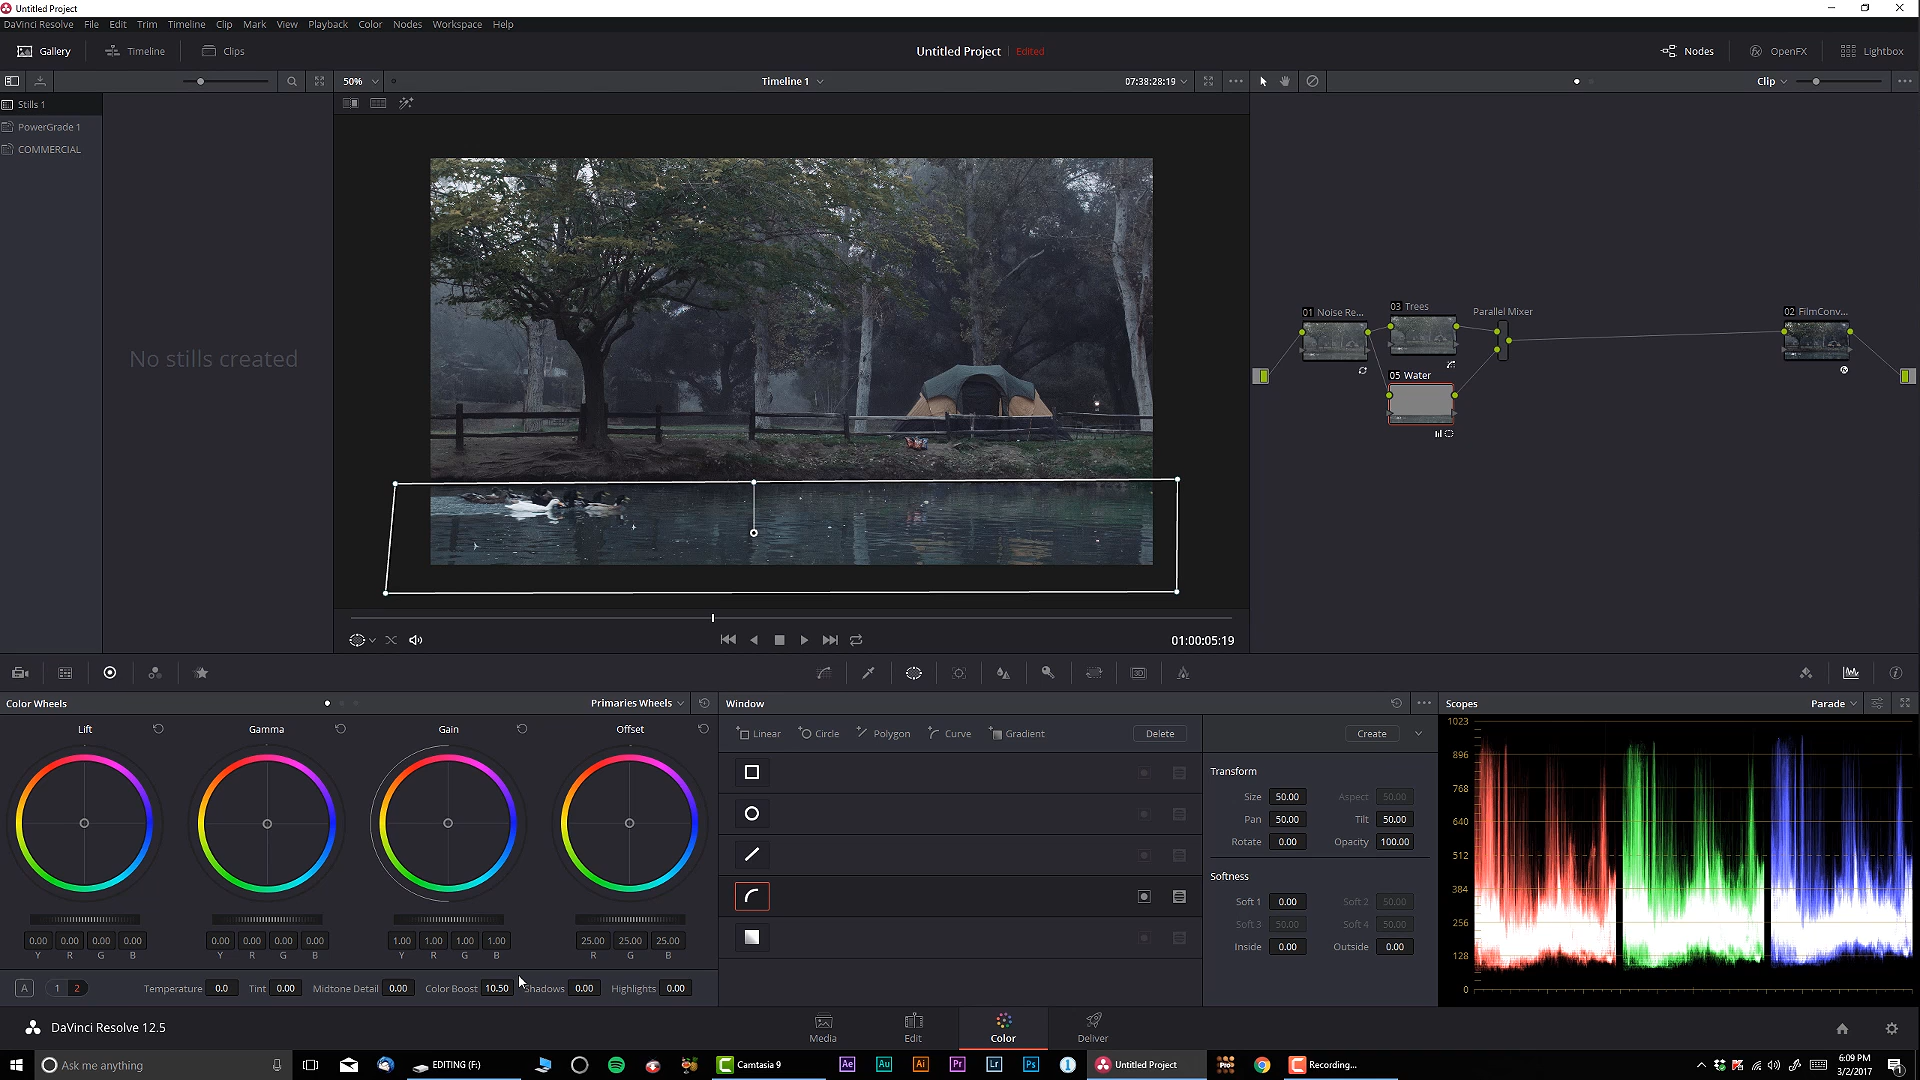 Untitled Project
DaVinci Resolve File Edit Trim Timeline Clip Mark View Playback Color Nodes Workspace Help
Gallery Timeline Clips Untitled Project Edited Nodes OpenFX Lightbox
50% Timeline 1 07:38:28:19 Clip
Stills 1
PowerGrade 1
COMMERCIAL
No stills created
01 Noise Re... 03 Trees Parallel Mixer 02 FilmConv...
05 Water
01:00:05:19
Color Wheels Primaries Wheels Window Scopes Parade
Lift Gamma Gain Offset
Linear Circle Polygon Curve Gradient Delete Create
Transform
Size 50.00 Aspect 50.00
Pan 50.00 Tilt 50.00
Rotate 0.00 Opacity 100.00
Softness
Soft 1 0.00 Soft 2 50.00
Soft 3 50.00 Soft 4 50.00
Inside 0.00 Outside 0.00
1023
896
768
640
512
384
256
128
0
0.00 0.00 0.00 0.00 0.00 0.00 0.00 0.00 1.00 1.00 1.00 1.00 25.00 25.00 25.00
Y R G B Y R G B Y R G B R G B
A 1 2 Temperature 0.0 Tint 0.00 Midtone Detail 0.00 Color Boost 10.50 Shadows 0.00 Highlights 0.00
DaVinci Resolve 12.5 Media Edit Color Deliver
Ask me anything EDITING (F:) Camtasia 9 Ae Au Ai Pr Lr Ps Untitled Project Recording...
6:09 PM
3/2/2017